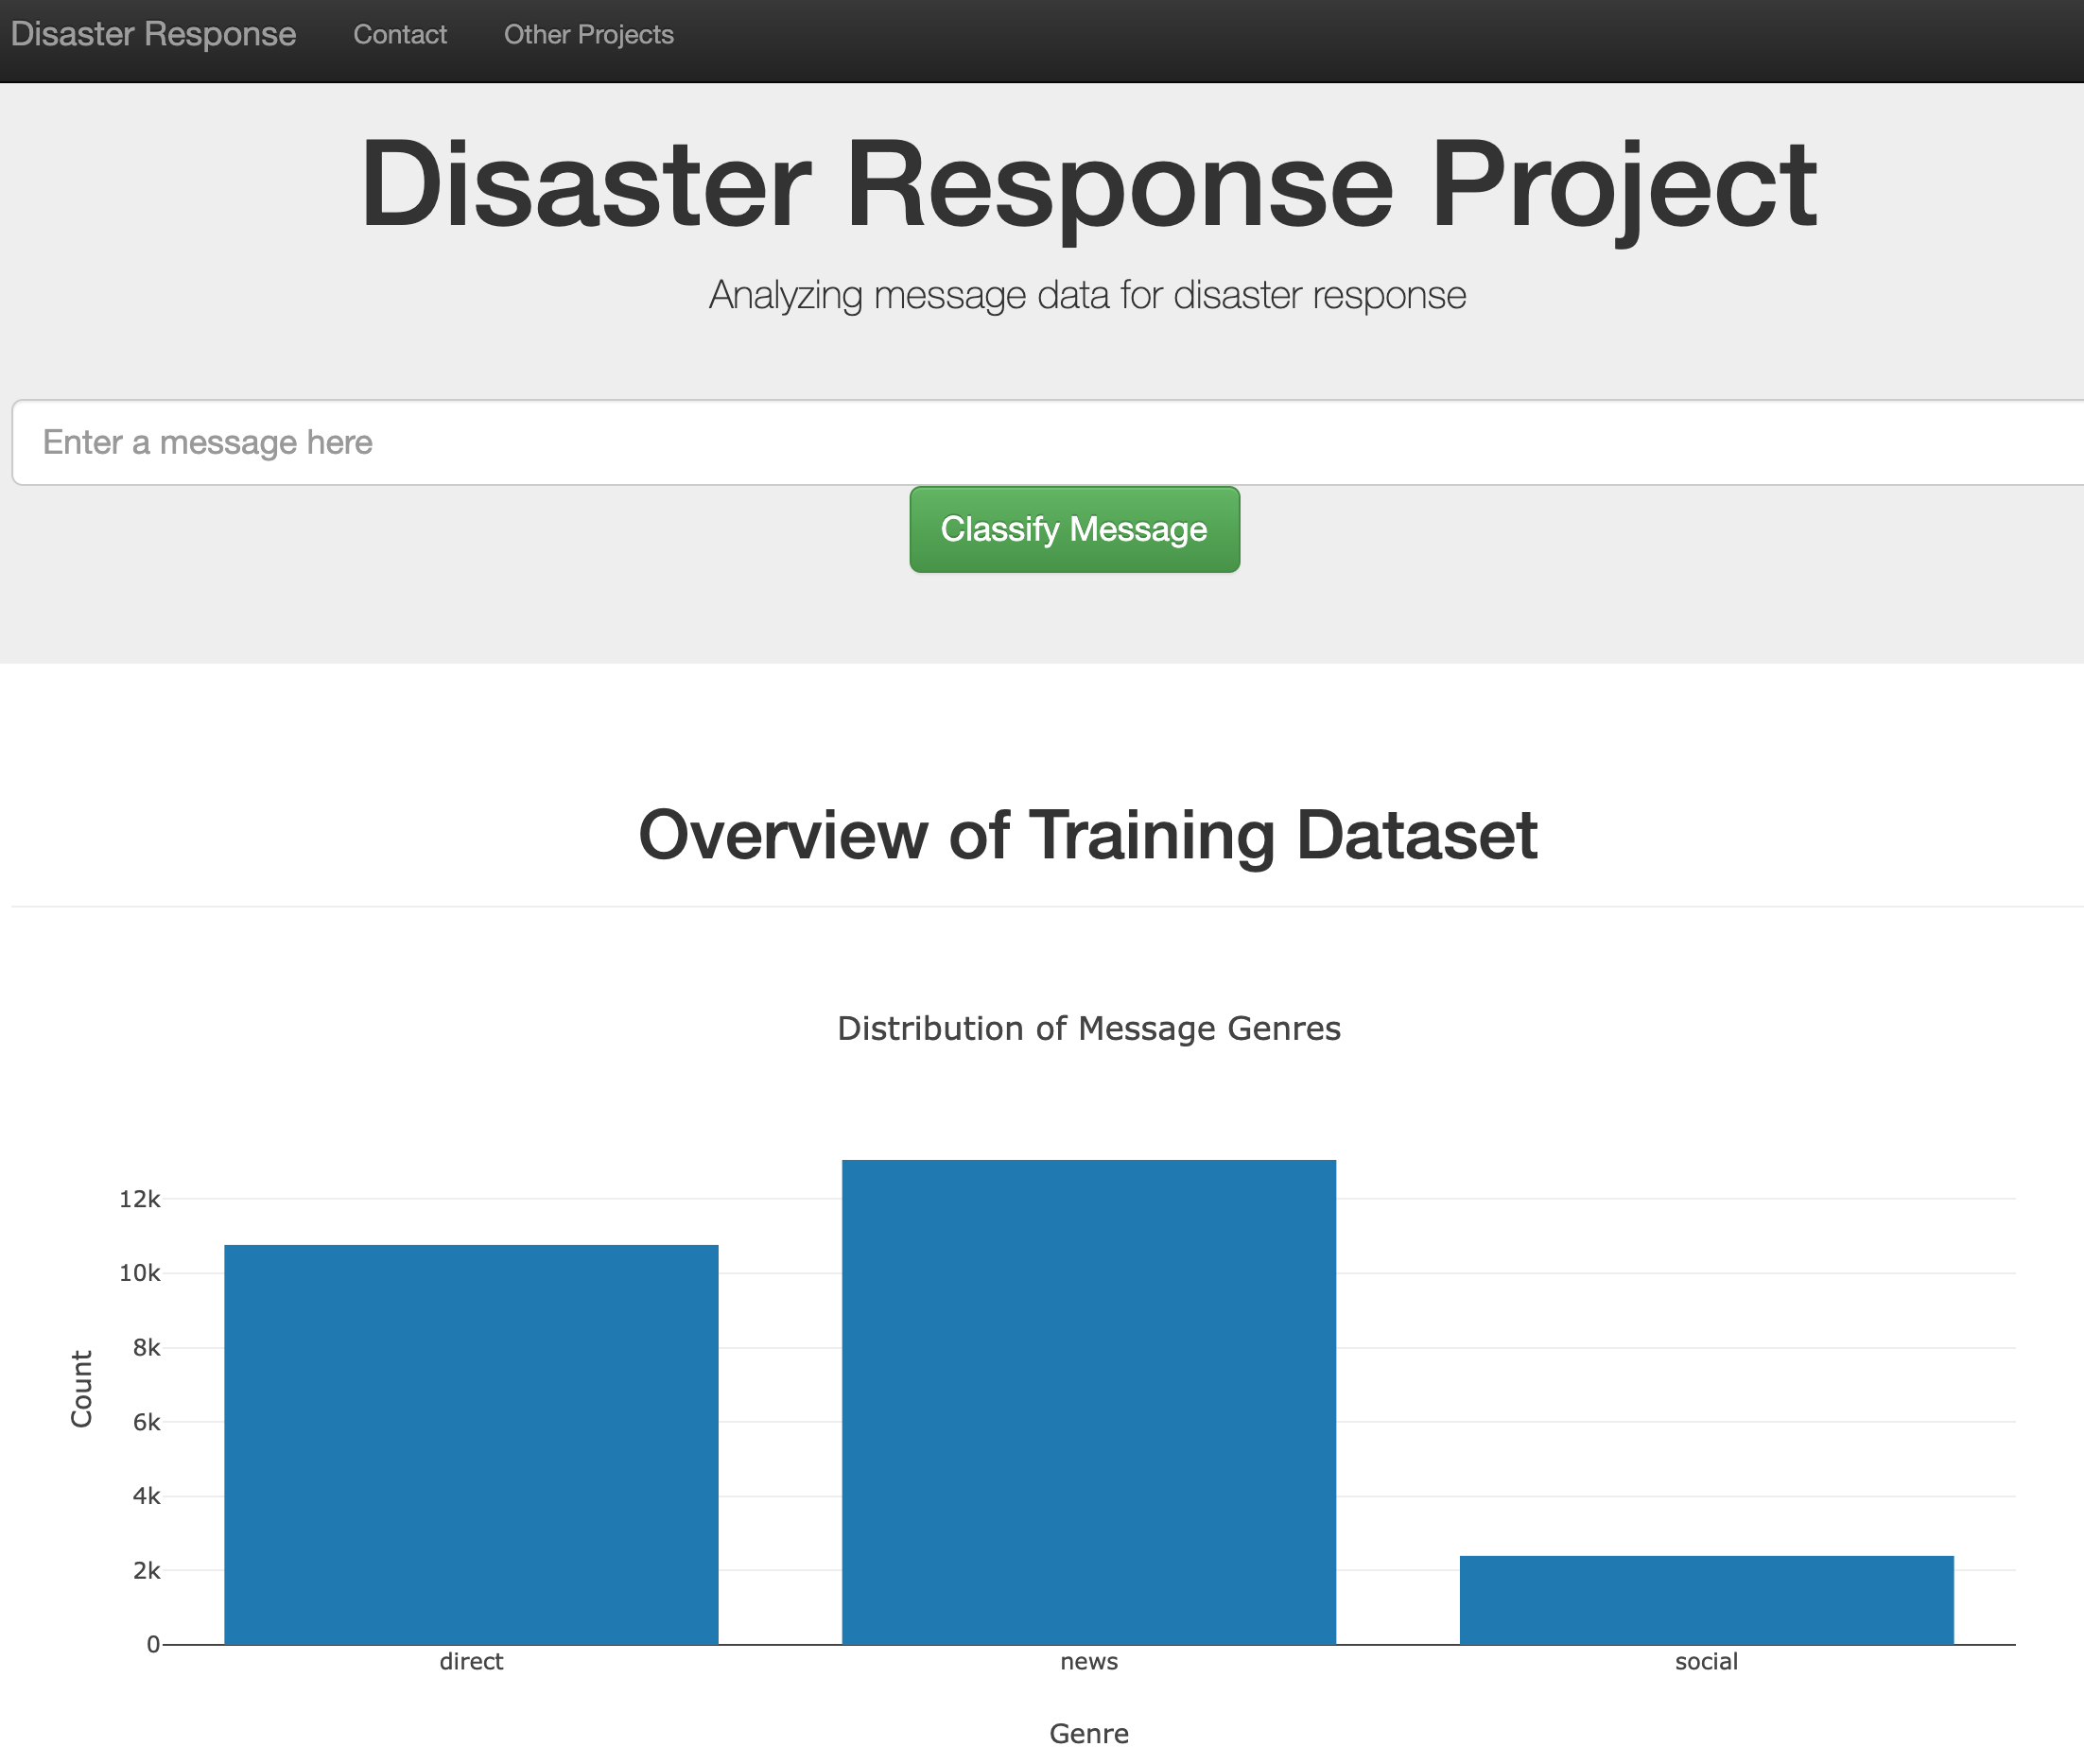 Disaster Response Contact Other Projects
Disaster Response Project
Analyzing message data for disaster response
Enter a message here
Classify Message
Overview of Training Dataset
Distribution of Message Genres
12k
10k
8k
6k
4k
2k
0
Count
direct news social
Genre